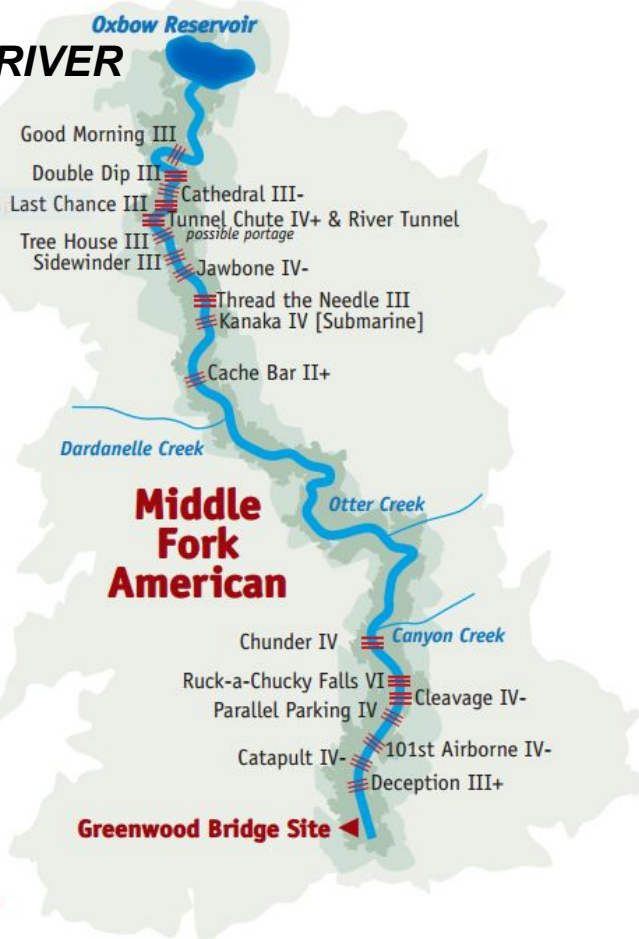 Oxbow Reservoir
RIVER
Good Morning III
Double Dip III
Cathedral III-
Last Chance III
Tunnel Chute IV+ & River Tunnel
possible portage
Tree House III
Sidewinder III
Jawbone IV-
Thread the Needle III
Kanaka IV [Submarine]
Cache Bar II+
Dardanelle Creek
Middle
Fork
American
Otter Creek
Canyon Creek
Chunder IV
Ruck-a-Chucky Falls VI
Cleavage IV-
Parallel Parking IV
101st Airborne IV-
Catapult IV-
Deception III+
Greenwood Bridge Site